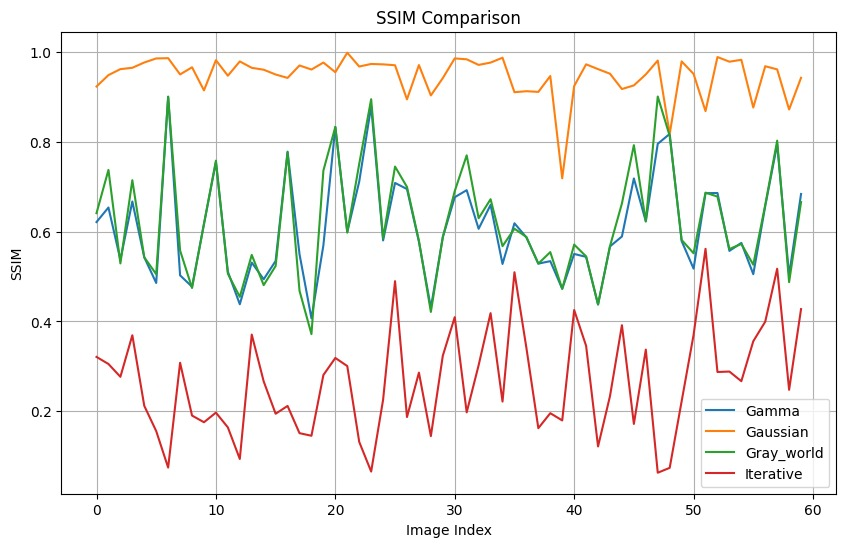 SSIM Comparison
SSIM
1.0
0.8
0.6
0.4
0.2
Gamma
Gaussian
Gray_world
Iterative
0 10 20 30 40 50 60
Image Index